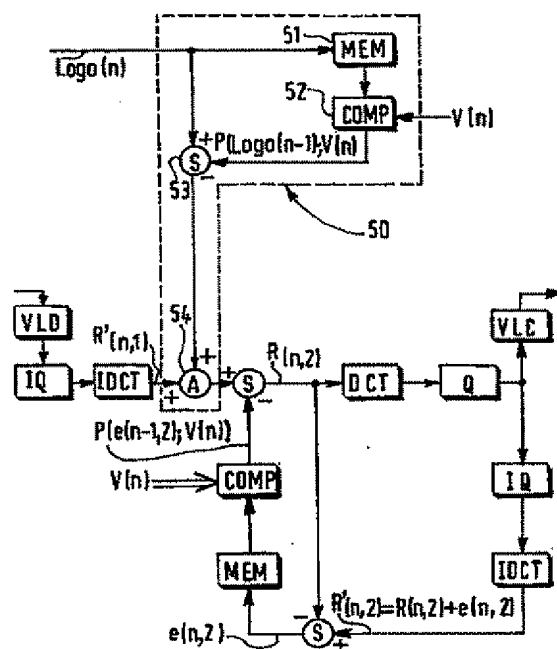 51
MEM
Logo(n)
52
COMP
V(n)
+
P(Logo(n-1);V(n)
S
-
53
50
54
VLD
R'(n,1)
+
+
R(n,2)
VLC
IQ
IDCT
A
S
DCT
Q
+
-
P(e(n-1,2);V(n))
V(n)
COMP
IQ
MEM
IDCT
R'(n,2)=R(n,2)+e(n,2)
-
e(n,2)
S
+